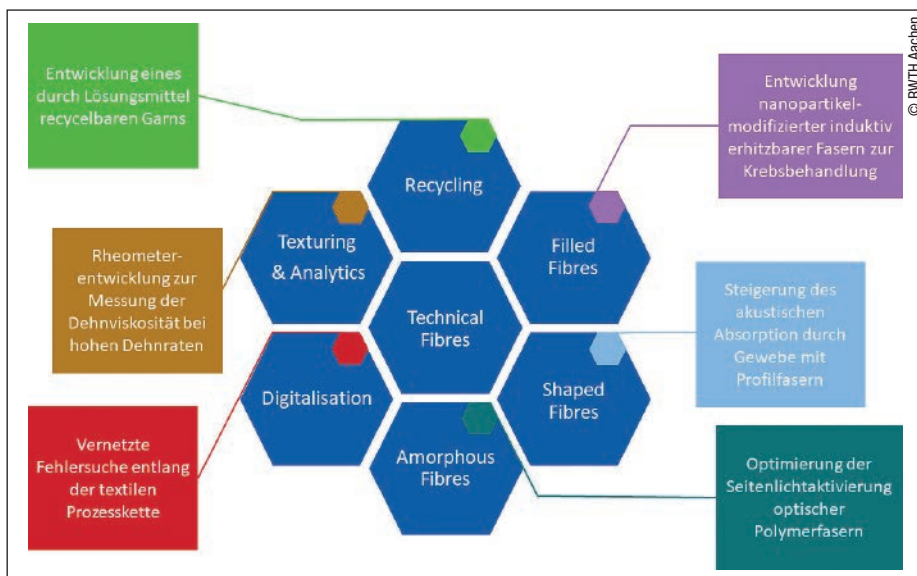 © RWTH Aachen
Entwicklung eines
durch Lösungsmittel
recycelbaren Garns
Entwicklung
nanopartikel-
modifizierter induktiv
erhitzbarer Fasern zur
Krebsbehandlung
Recycling
Texturing
& Analytics
Filled
Fibres
Rheometer-
entwicklung zur
Messung der
Dehnviskosität bei
hohen Dehnraten
Technical
Fibres
Steigerung des
akustischen
Absorption durch
Gewebe mit
Profilfasern
Digitalisation
Shaped
Fibres
Vernetzte
Fehlersuche entlang
der textilen
Prozesskette
Amorphous
Fibres
Optimierung der
Seitenlichtaktivierung
optischer
Polymerfasern